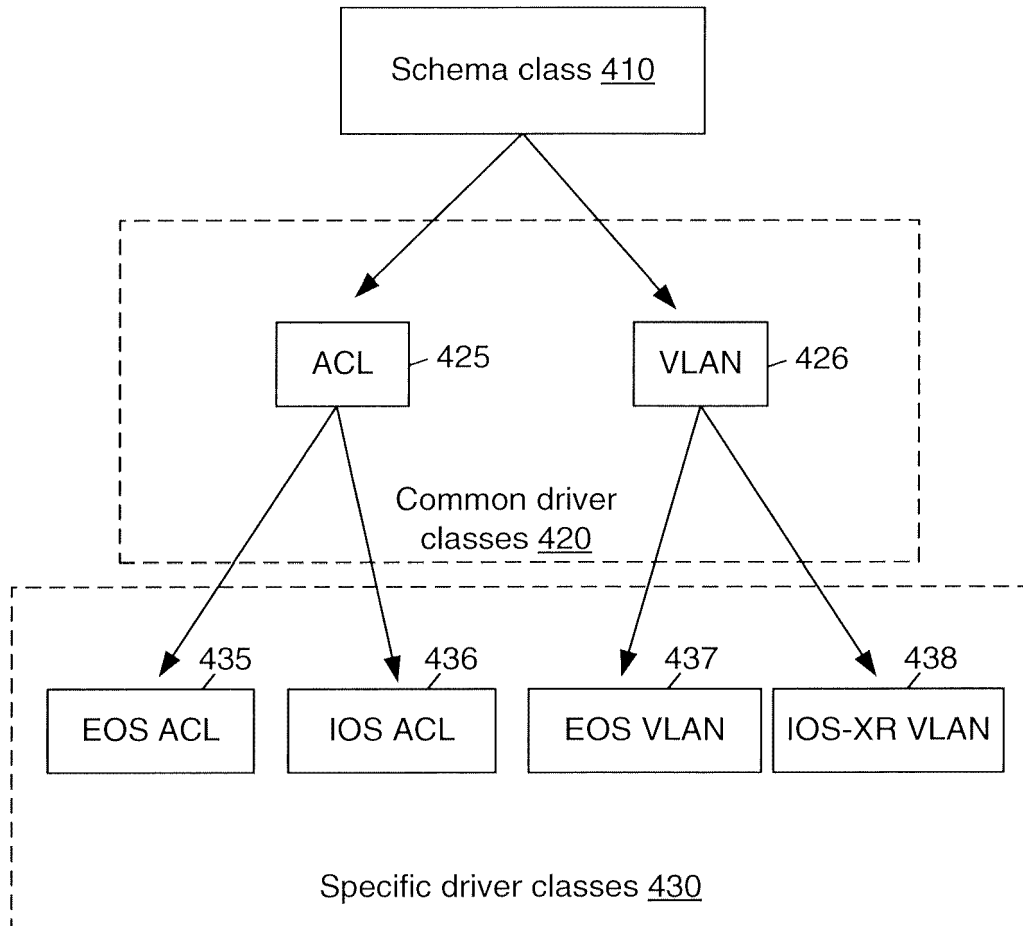 Schema class 410
ACL
425
VLAN
426
Common driver
classes 420
435
436
437
438
EOS ACL
IOS ACL
EOS VLAN
IOS-XR VLAN
Specific driver classes 430